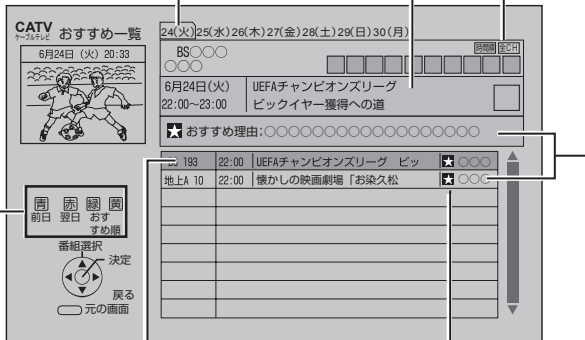 CATV
ケーブルテレビ おすすめ一覧
6月24日（火）20:33
24(火)25(水)26(木)27(金)28(土)29(日)30(月)
BS○○○
○○○
時間順 全CH
6月24日(火) UEFAチャンピオンズリーグ
22:00~23:00 ビックイヤー獲得への道
★ おすすめ理由:○○○○○○○○○○○○○○○○○○
193 22:00 UEFAチャンピオンズリーグ ビッ ★ ○○○
地上A 10 22:00 懐かしの映画劇場「お染久松 ★ ○○○
青 赤 緑 黄
前日 翌日 おす
すめ順
番組選択
決定
戻る
元の画面